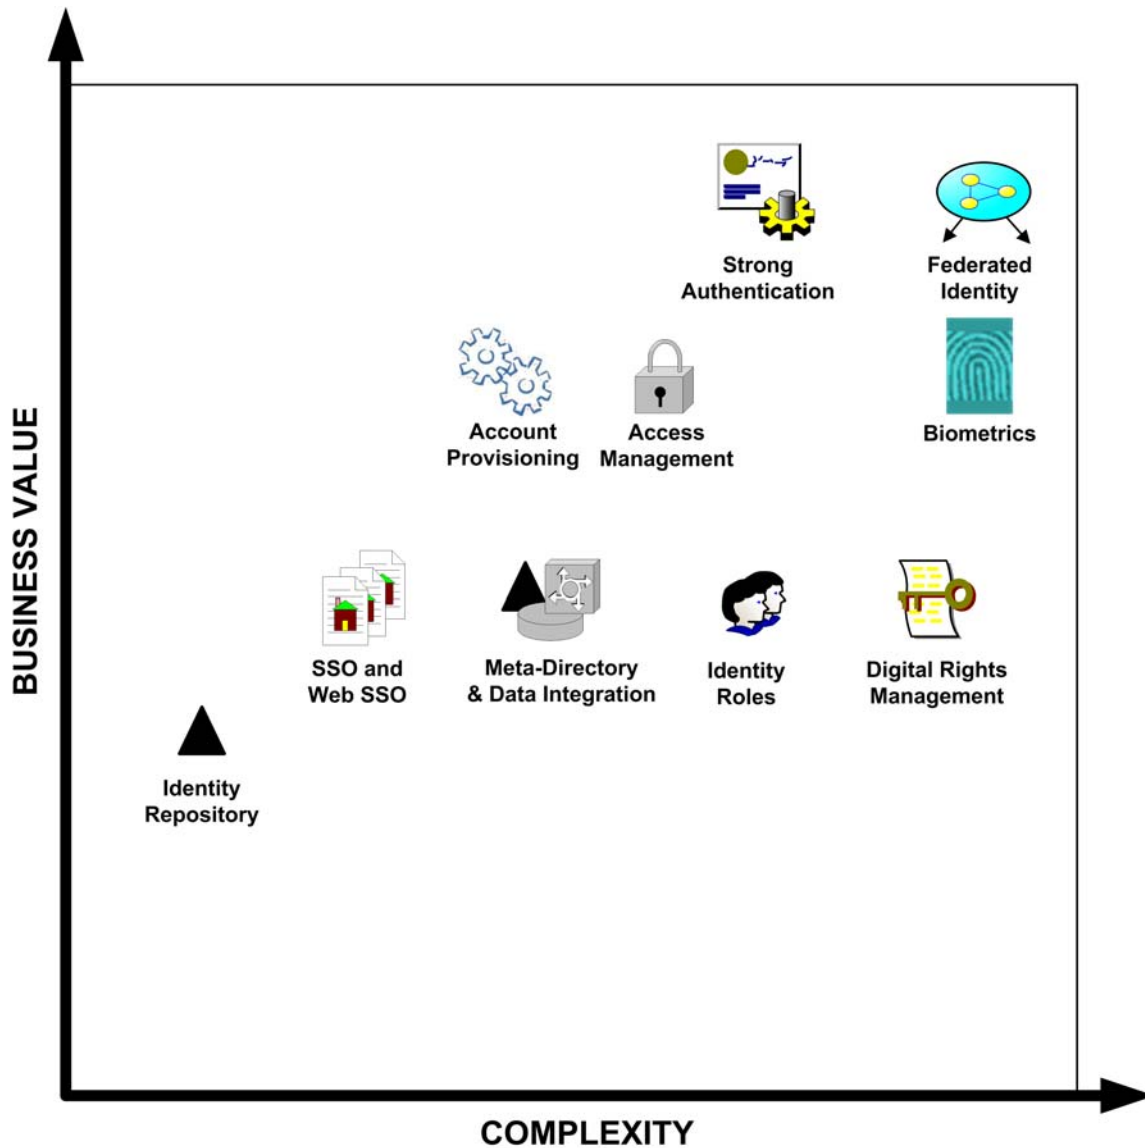 Strong
Authentication
Federated
Identity
Account
Provisioning
Access
Management
Biometrics
BUSINESS VALUE
SSO and
Web SSO
Meta-Directory
& Data Integration
Identity
Roles
Digital Rights
Management
Identity
Repository
COMPLEXITY